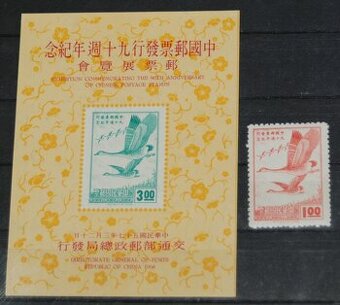 中國郵票發行九十週年紀念
郵票展覽會
EXHIBITION COMMEMORATING THE 90TH ANNIVERSARY
OF CHINESE POSTAGE STAMPS
3.00
中華民國五十七年三月二十日
交通部郵政總局發行
DIRECTORATE GENERAL OF POSTS
REPUBLIC OF CHINA 1968
1.00